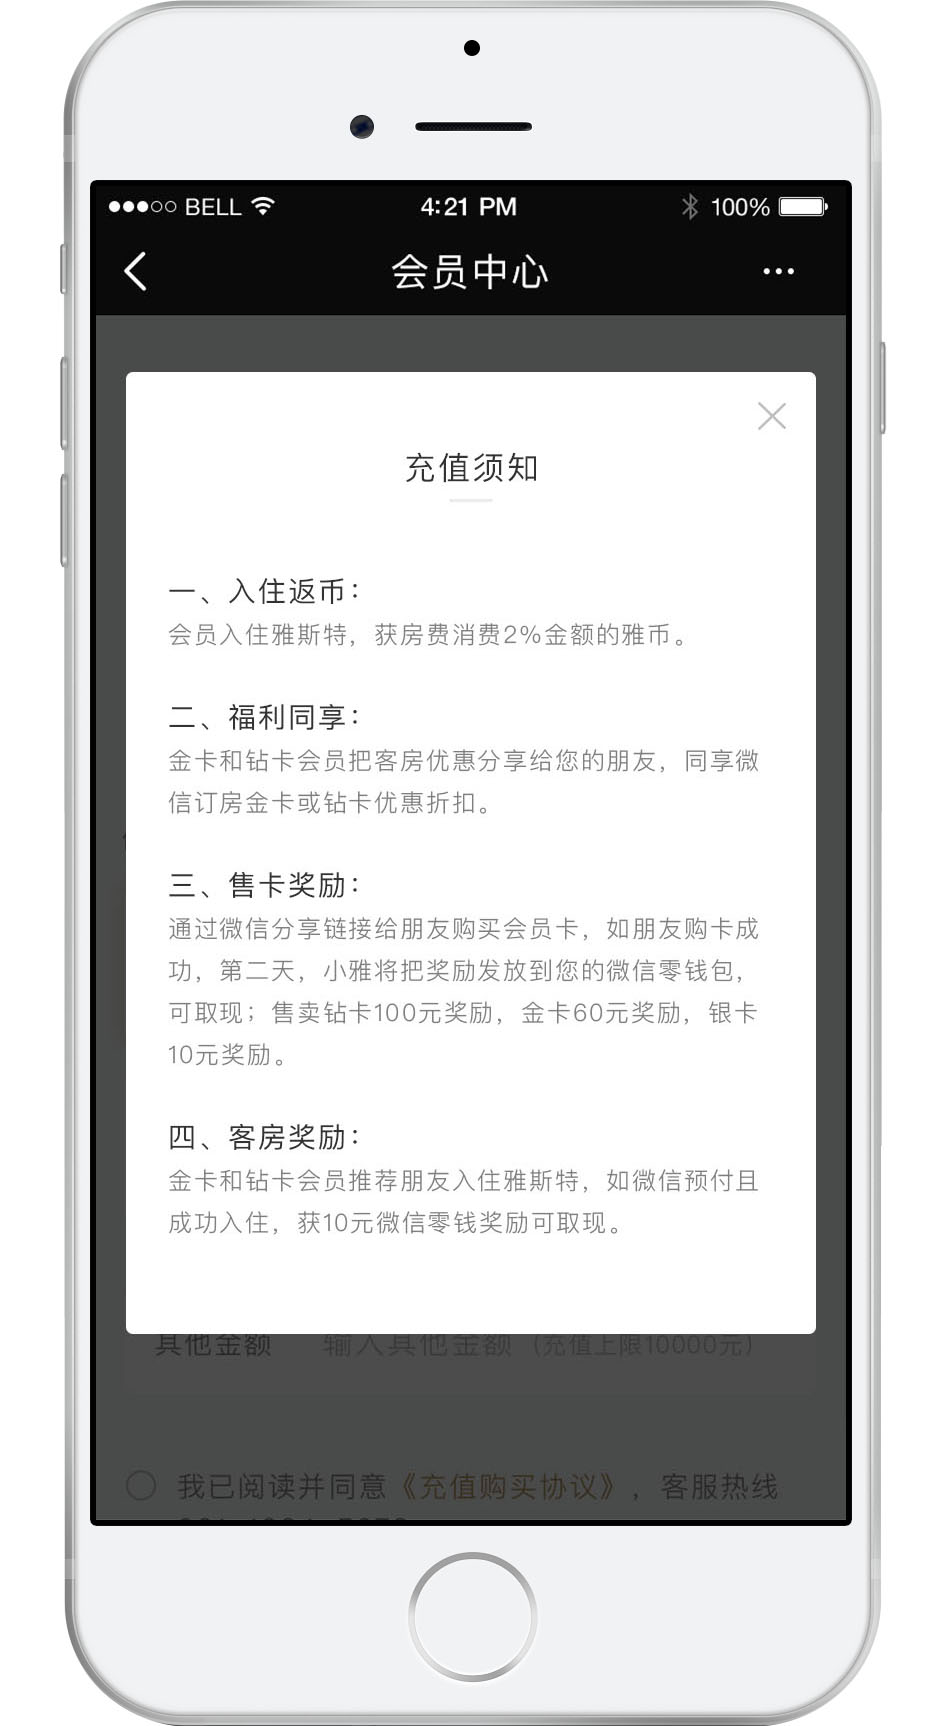 BELL 4:21 PM 100%
会员中心
充值须知
一、入住返币：
会员入住雅斯特，获房费消费2%金额的雅币。
二、福利同享：
金卡和钻卡会员把客房优惠分享给您的朋友，同享微
信订房金卡或钻卡优惠折扣。
三、售卡奖励：
通过微信分享链接给朋友购买会员卡，如朋友购卡成
功，第二天，小雅将把奖励发放到您的微信零钱包，
可取现；售卖钻卡100元奖励，金卡60元奖励，银卡
10元奖励。
四、客房奖励：
金卡和钻卡会员推荐朋友入住雅斯特，如微信预付且
成功入住，获10元微信零钱奖励可取现。
其他金额 输入其他金额（充值上限10000元）
我已阅读并同意《充值购买协议》，客服热线